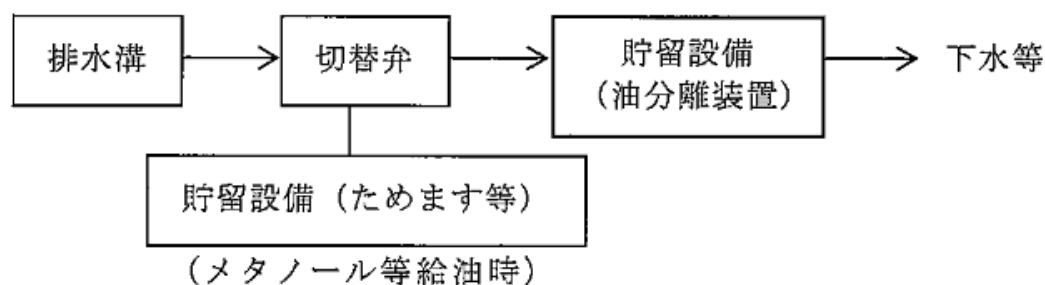 排水溝
切替弁
貯留設備
(油分離装置)
下水等
貯留設備(ためます等)
(メタノール等給油時)